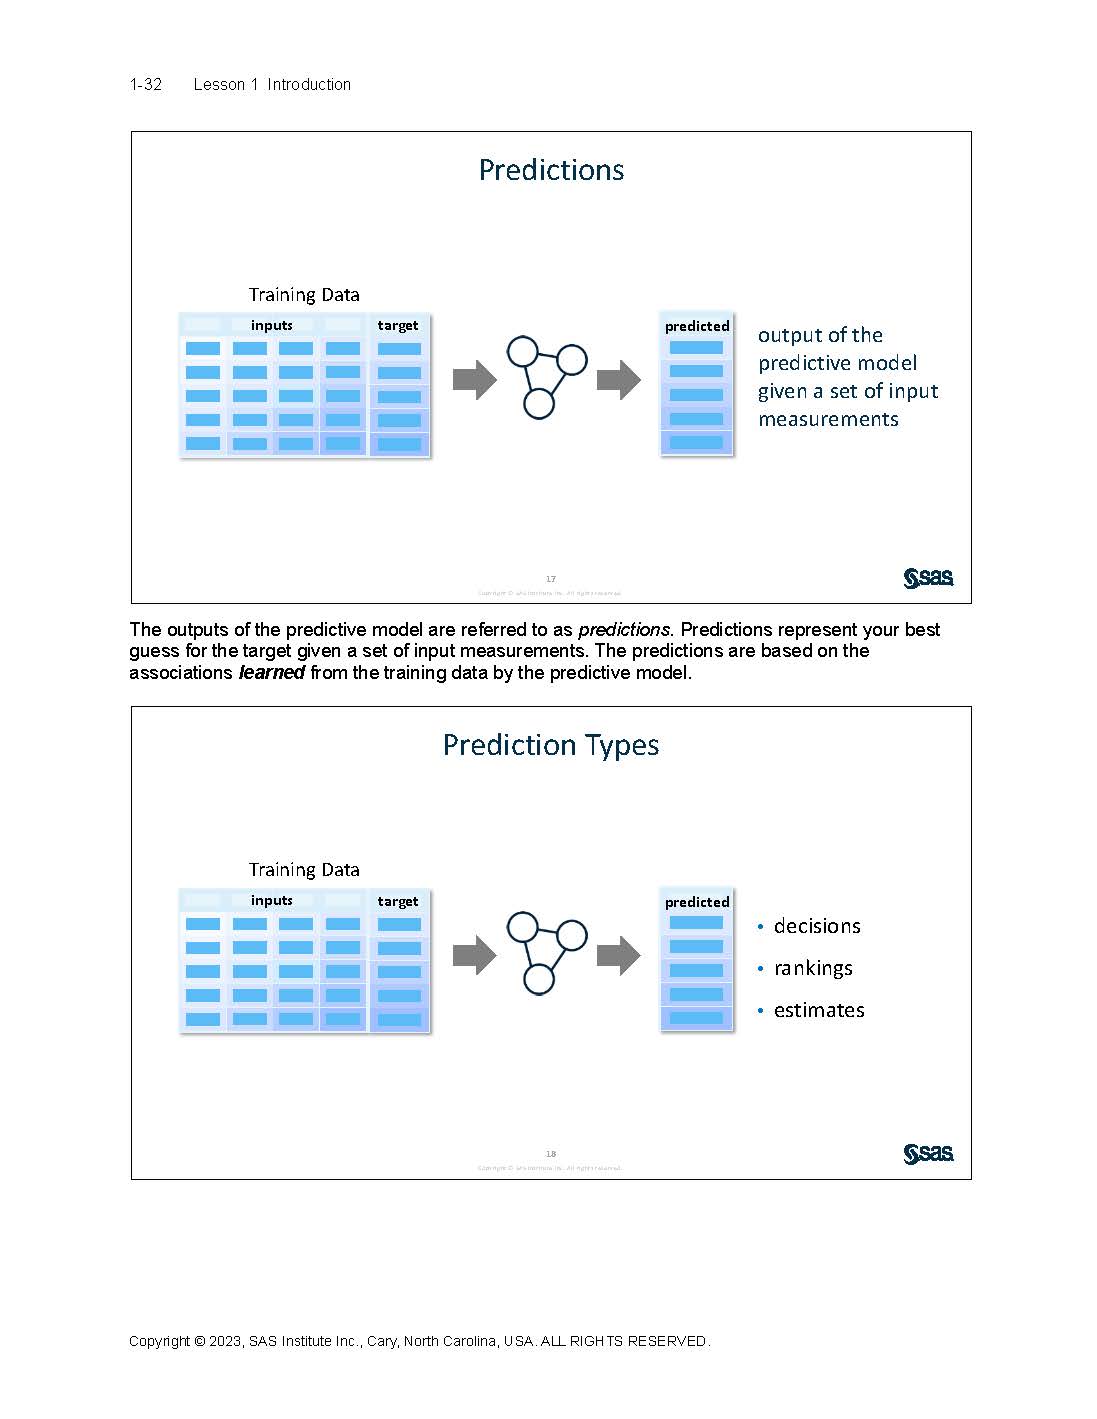 1-32 Lesson 1 Introduction
Predictions
Training Data
inputs target
predicted
output of the
predictive model
given a set of input
measurements
17
Copyright © SAS Institute Inc. All rights reserved.
sas
The outputs of the predictive model are referred to as predictions. Predictions represent your best
guess for the target given a set of input measurements. The predictions are based on the
associations learned from the training data by the predictive model.
Prediction Types
Training Data
inputs target
predicted
• decisions
• rankings
• estimates
18
Copyright © SAS Institute Inc. All rights reserved.
sas
Copyright © 2023, SAS Institute Inc., Cary, North Carolina, USA. ALL RIGHTS RESERVED.